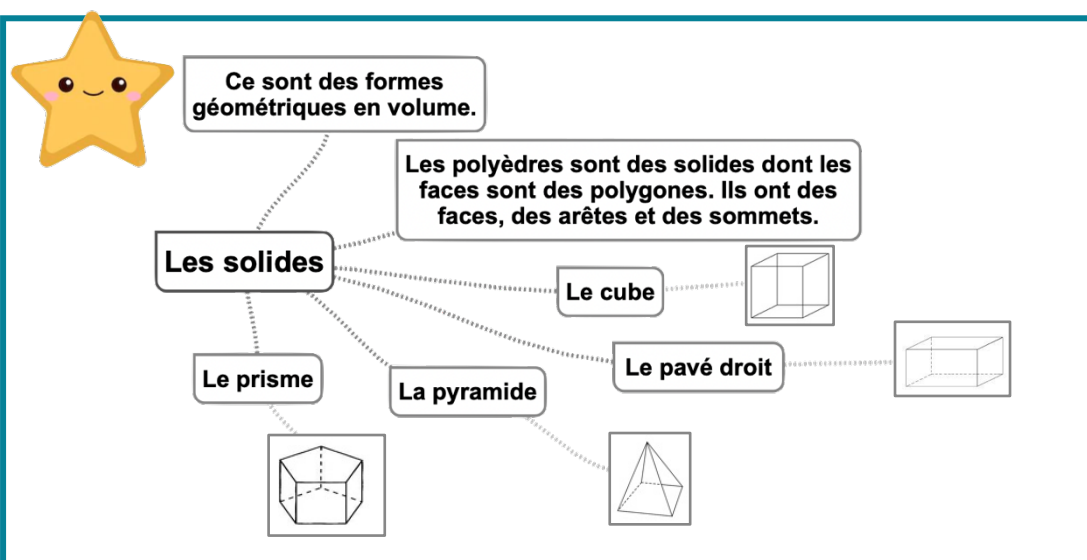 Ce sont des formes
géométriques en volume.
Les polyèdres sont des solides dont les
faces sont des polygones. Ils ont des
faces, des arêtes et des sommets.
Les solides
Le cube
Le pavé droit
Le prisme
La pyramide